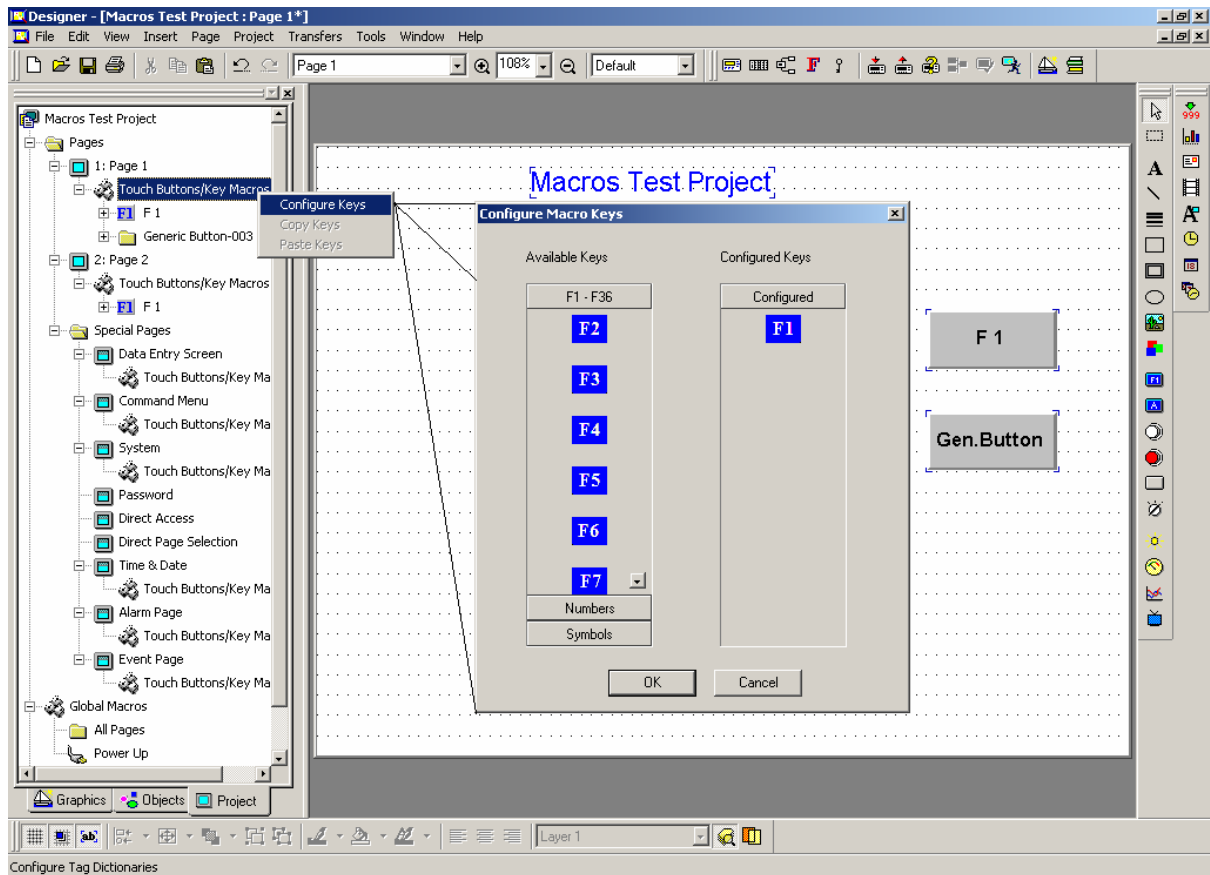 Designer - [Macros Test Project : Page 1*]
File Edit View Insert Page Project Transfers Tools Window Help
Page 1 108% Default F
Macros Test Project
Pages
1: Page 1
Touch Buttons/Key Macros
F1 F 1
Generic Button-003
2: Page 2
Touch Buttons/Key Macros
F1 F 1
Special Pages
Data Entry Screen
Touch Buttons/Key Ma
Command Menu
Touch Buttons/Key Ma
System
Touch Buttons/Key Ma
Password
Direct Access
Direct Page Selection
Time & Date
Touch Buttons/Key Ma
Alarm Page
Touch Buttons/Key Ma
Event Page
Touch Buttons/Key Ma
Global Macros
All Pages
Power Up
Graphics Objects Project
Configure Keys
Copy Keys
Paste Keys
Macros Test Project
Configure Macro Keys
Available Keys Configured Keys
F1 - F36 Configured
F2 F1
F3
F4
F5
F6
F7
Numbers
Symbols
OK Cancel
F 1
Gen.Button
999
A
A
F1
A
18
ab
Layer 1
Configure Tag Dictionaries